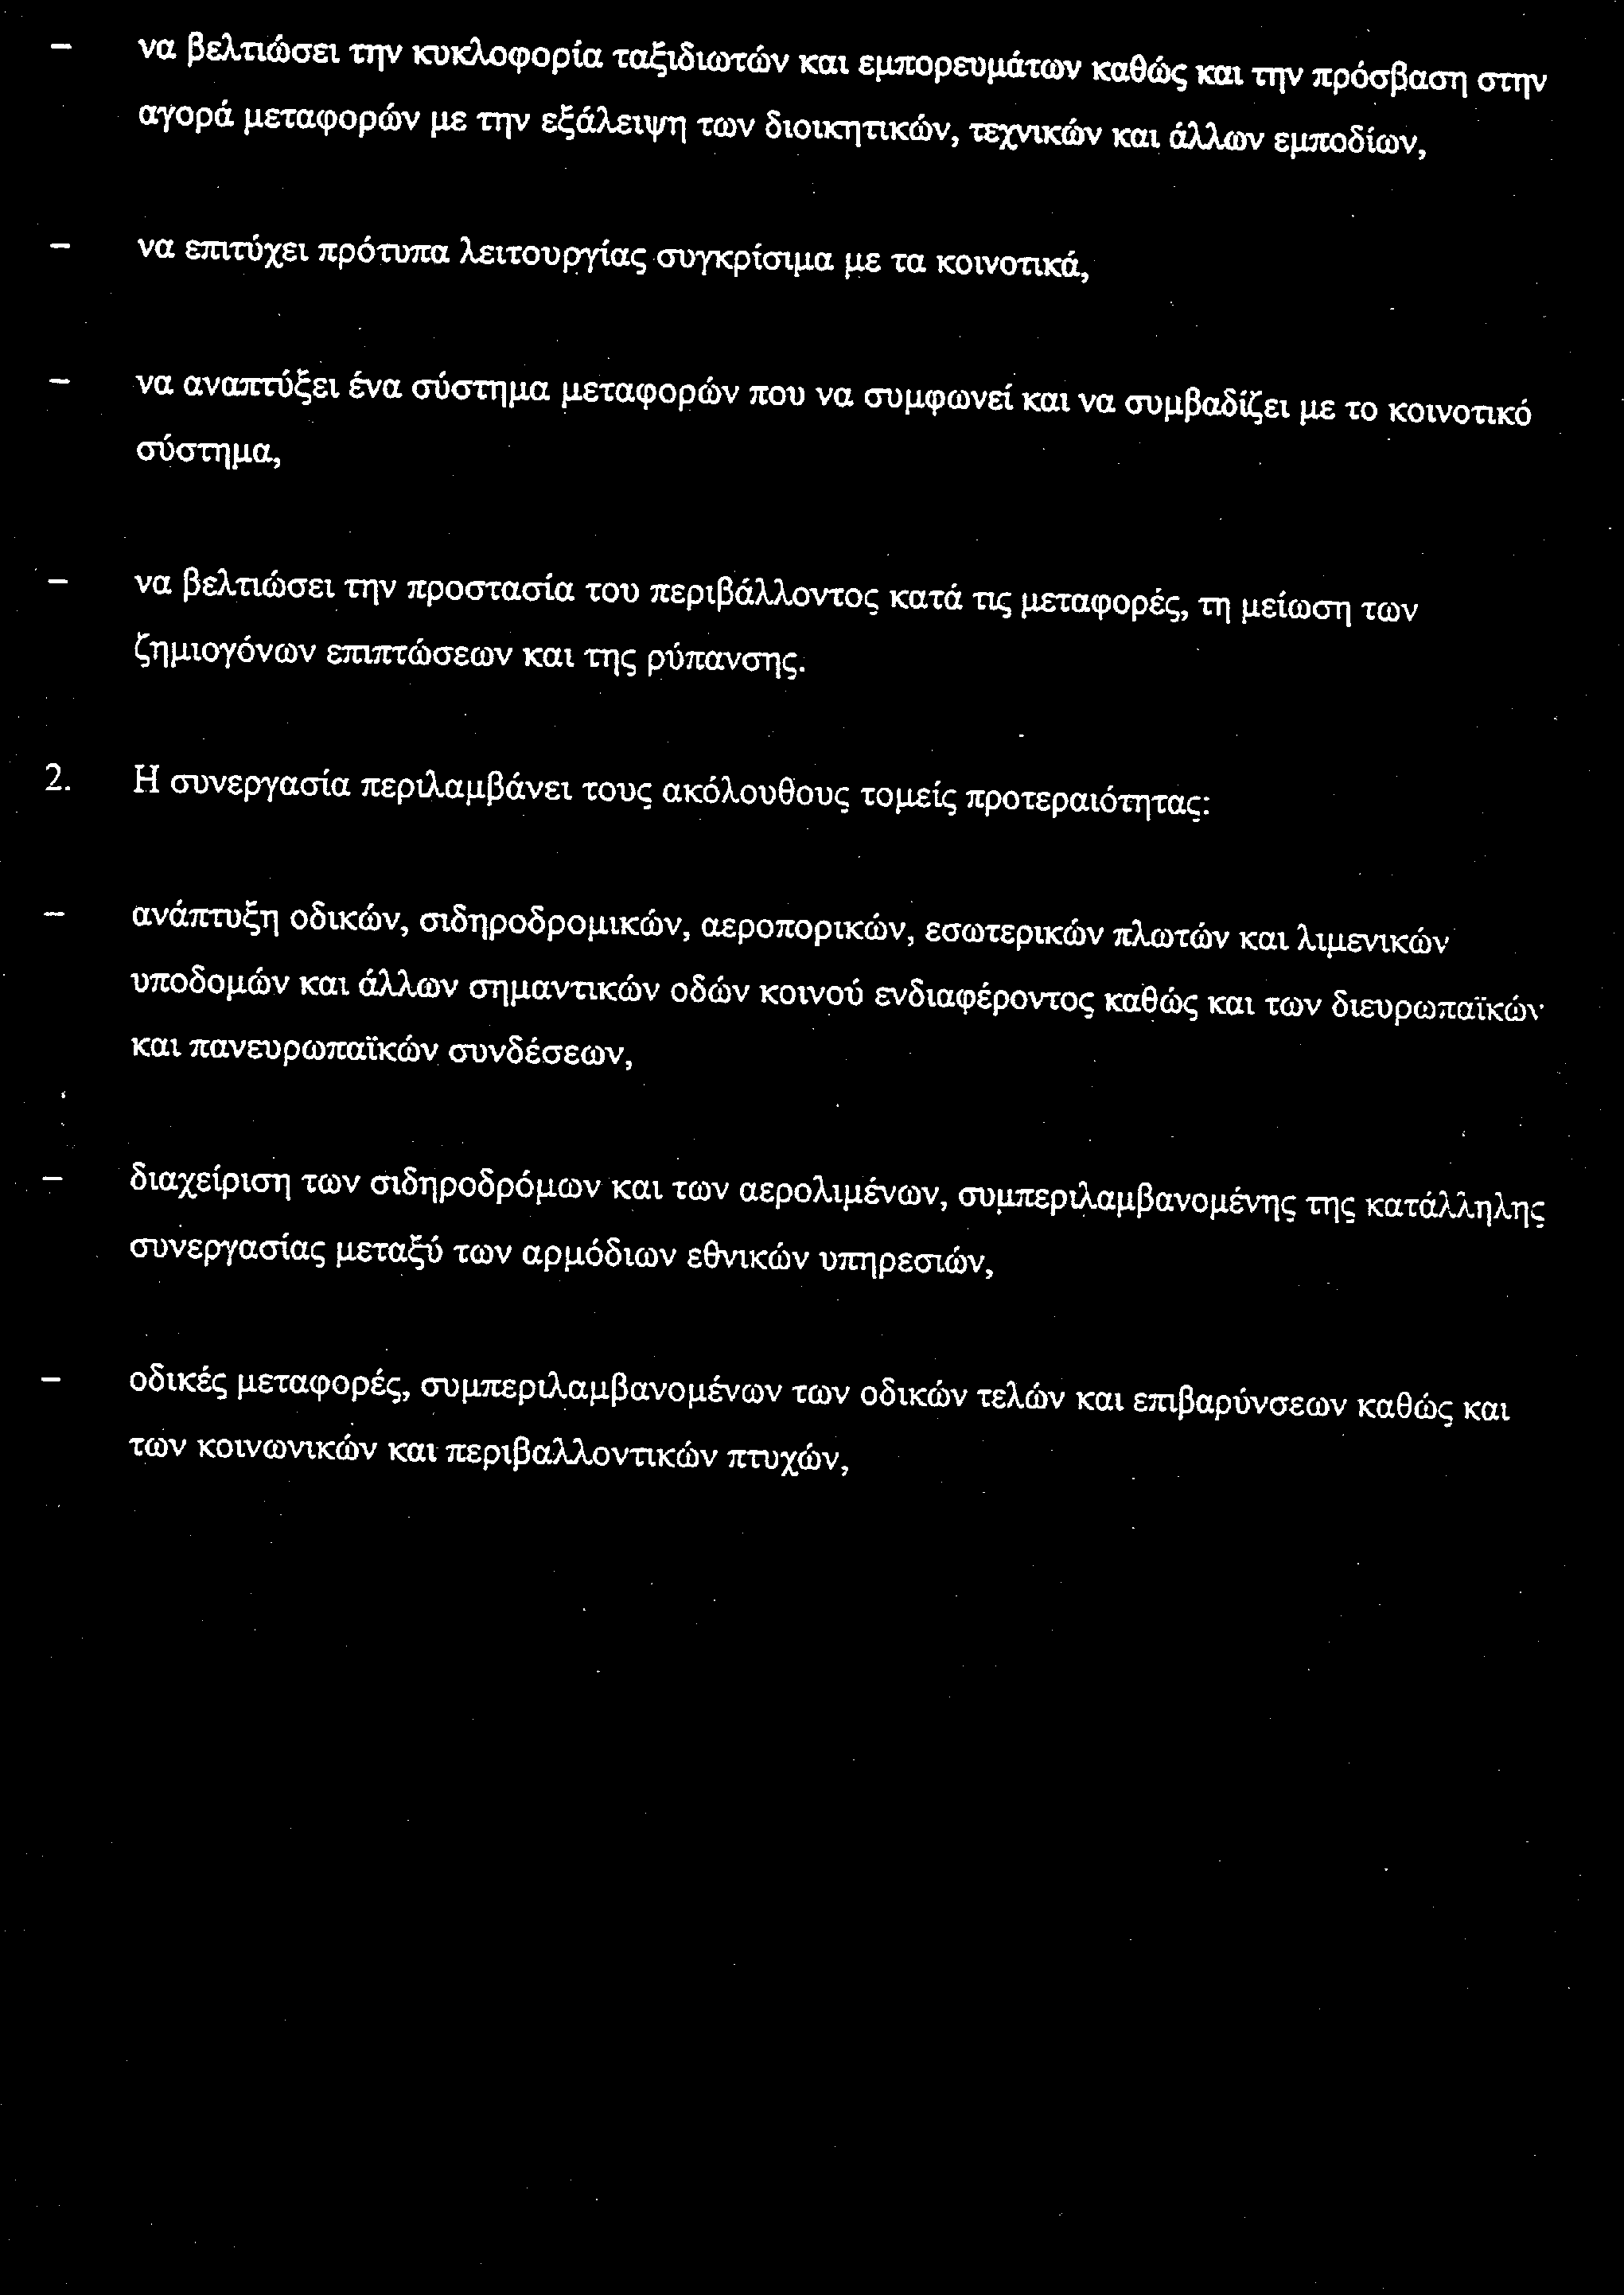 – να βελτιώσει την κυκλοφορία ταξιδιωτών και εμπορευμάτων καθώς και την πρόσβαση στην
αγορά μεταφορών με την εξάλειψη των διοικητικών, τεχνικών και άλλων εμποδίων,
– να επιτύχει πρότυπα λειτουργίας συγκρίσιμα με τα κοινοτικά,
– να αναπτύξει ένα σύστημα μεταφορών που να συμφωνεί και να συμβαδίζει με το κοινοτικό
σύστημα,
– να βελτιώσει την προστασία του περιβάλλοντος κατά τις μεταφορές, τη μείωση των
ζημιογόνων επιπτώσεων και της ρύπανσης.
2. Η συνεργασία περιλαμβάνει τους ακόλουθους τομείς προτεραιότητας:
– ανάπτυξη οδικών, σιδηροδρομικών, αεροπορικών, εσωτερικών πλωτών και λιμενικών
υποδομών και άλλων σημαντικών οδών κοινού ενδιαφέροντος καθώς και των διευρωπαϊκών
και πανευρωπαϊκών συνδέσεων,
– διαχείριση των σιδηροδρόμων και των αερολιμένων, συμπεριλαμβανομένης της κατάλληλης
συνεργασίας μεταξύ των αρμόδιων εθνικών υπηρεσιών,
– οδικές μεταφορές, συμπεριλαμβανομένων των οδικών τελών και επιβαρύνσεων καθώς και
των κοινωνικών και περιβαλλοντικών πτυχών,